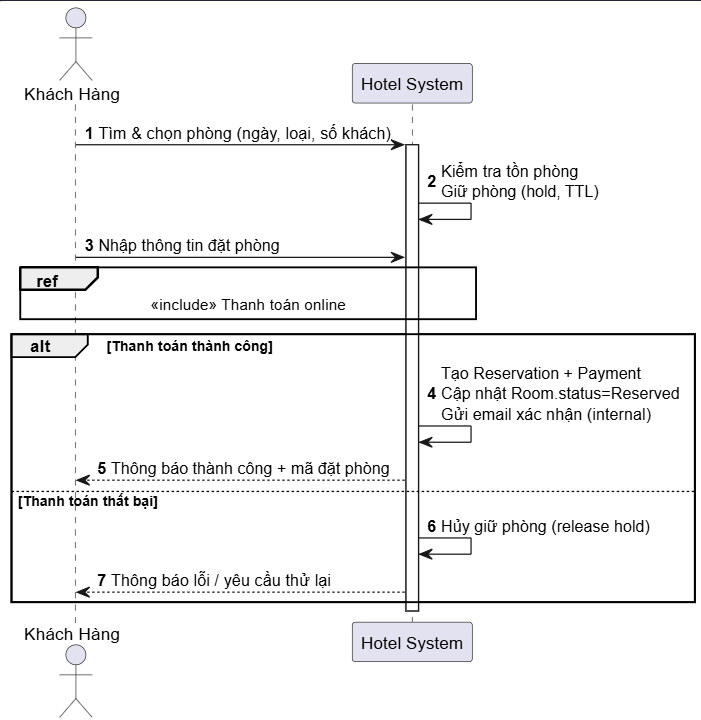 Khách Hàng
Hotel System
1 Tìm & chọn phòng (ngày, loại, số khách)
Kiểm tra tồn phòng
2
Giữ phòng (hold, TTL)
3 Nhập thông tin đặt phòng
ref
«include» Thanh toán online
alt [Thanh toán thành công]
Tạo Reservation + Payment
4 Cập nhật Room.status=Reserved
Gửi email xác nhận (internal)
5 Thông báo thành công + mã đặt phòng
[Thanh toán thất bại]
6 Hủy giữ phòng (release hold)
7 Thông báo lỗi / yêu cầu thử lại
Khách Hàng
Hotel System